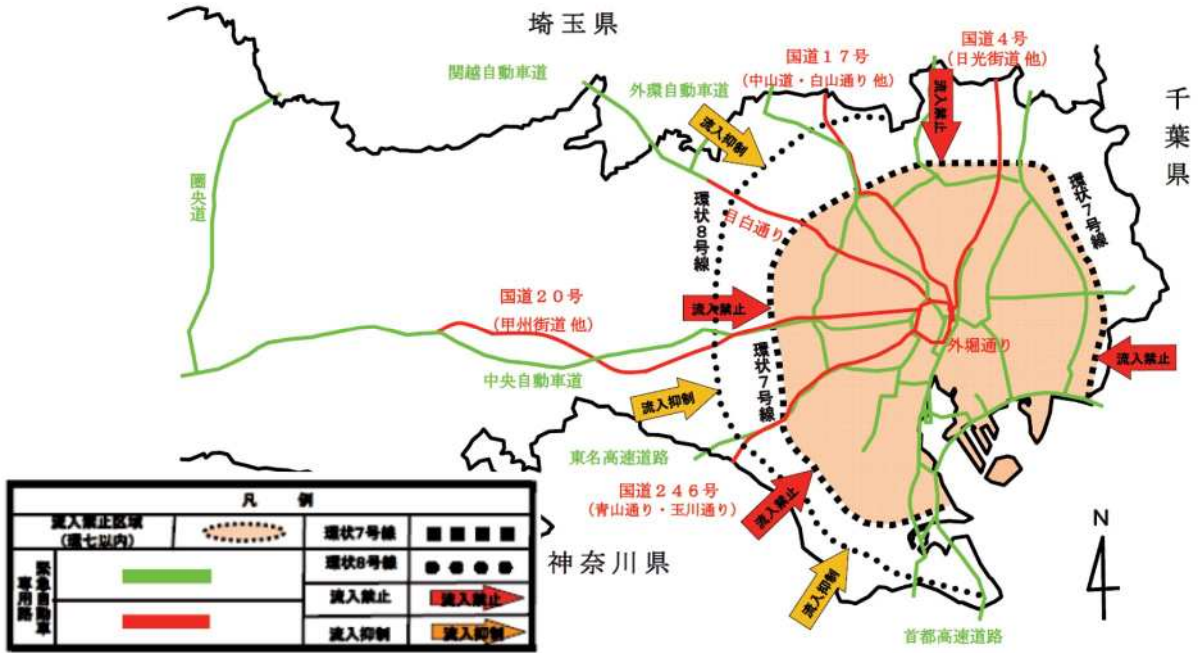 埼玉県
国道4号
(日光街道 他)
国道17号
(中山道・白山通り 他)
関越自動車道
外環自動車道
流入抑制
流入禁止
千葉県
圏央道
環状8号線
目白通り
環状7号線
国道20号
(甲州街道 他)
流入禁止
外堀通り
流入禁止
中央自動車道
環状7号線
流入抑制
東名高速道路
国道246号
(青山通り・玉川通り)
流入禁止
神奈川県
流入抑制
首都高速道路
N
凡 例
流入禁止区域
(環七以内)
環状7号線
緊急自動車
専用路
環状8号線
流入禁止
流入禁止
流入抑制
流入抑制